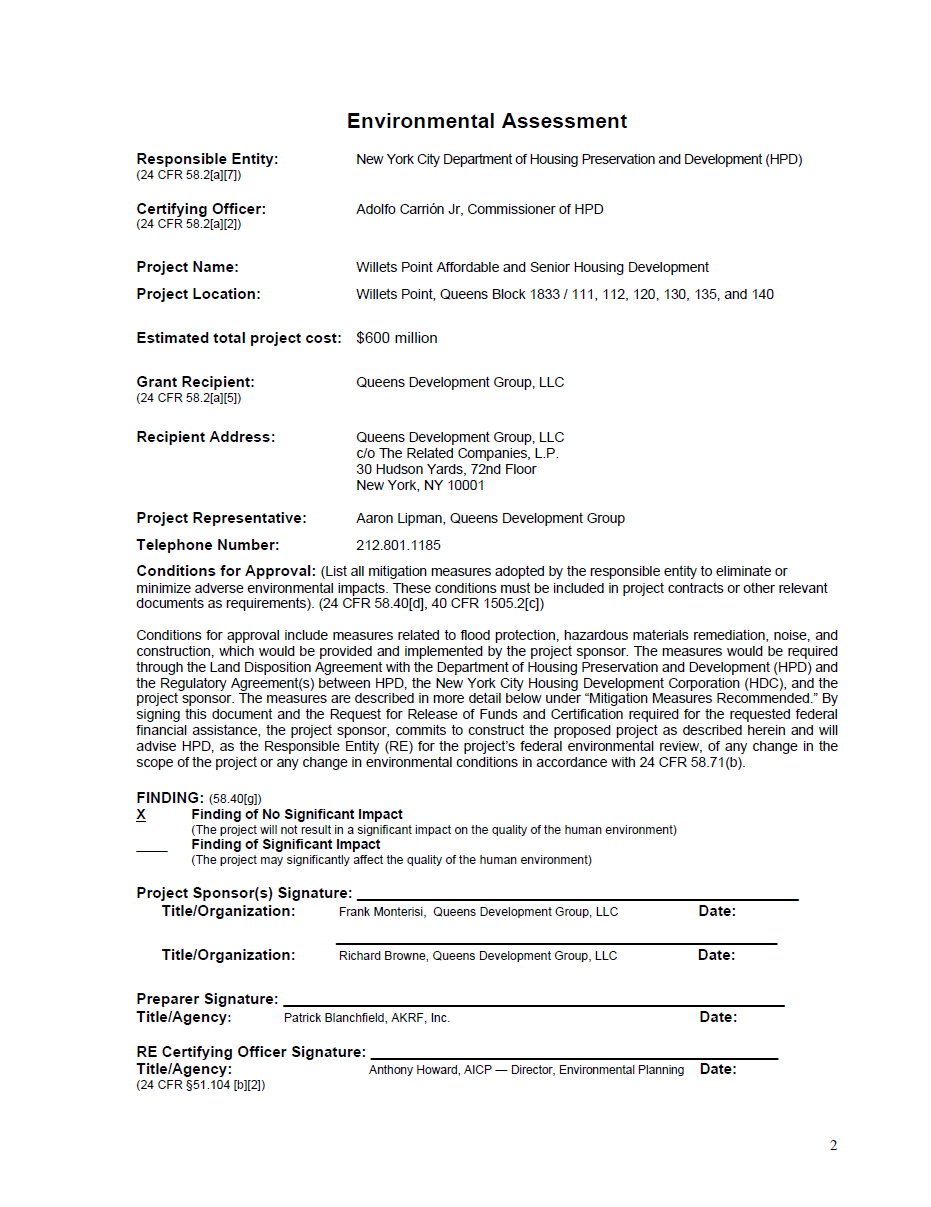 Environmental Assessment
Responsible Entity: New York City Department of Housing Preservation and Development (HPD)
(24 CFR 58.2[a][7])
Certifying Officer: Adolfo Carrión Jr, Commissioner of HPD
(24 CFR 58.2[a][2])
Project Name: Willets Point Affordable and Senior Housing Development
Project Location: Willets Point, Queens Block 1833 / 111, 112, 120, 130, 135, and 140
Estimated total project cost: $600 million
Grant Recipient: Queens Development Group, LLC
(24 CFR 58.2[a][5])
Recipient Address: Queens Development Group, LLC
c/o The Related Companies, L.P.
30 Hudson Yards, 72nd Floor
New York, NY 10001
Project Representative: Aaron Lipman, Queens Development Group
Telephone Number: 212.801.1185
Conditions for Approval: (List all mitigation measures adopted by the responsible entity to eliminate or
minimize adverse environmental impacts. These conditions must be included in project contracts or other relevant
documents as requirements). (24 CFR 58.40[d], 40 CFR 1505.2[c])
Conditions for approval include measures related to flood protection, hazardous materials remediation, noise, and
construction, which would be provided and implemented by the project sponsor. The measures would be required
through the Land Disposition Agreement with the Department of Housing Preservation and Development (HPD) and
the Regulatory Agreement(s) between HPD, the New York City Housing Development Corporation (HDC), and the
project sponsor. The measures are described in more detail below under “Mitigation Measures Recommended.” By
signing this document and the Request for Release of Funds and Certification required for the requested federal
financial assistance, the project sponsor, commits to construct the proposed project as described herein and will
advise HPD, as the Responsible Entity (RE) for the project’s federal environmental review, of any change in the
scope of the project or any change in environmental conditions in accordance with 24 CFR 58.71(b).
FINDING: (58.40[g])
X Finding of No Significant Impact
(The project will not result in a significant impact on the quality of the human environment)
____ Finding of Significant Impact
(The project may significantly affect the quality of the human environment)
Project Sponsor(s) Signature:
Title/Organization: Frank Monterisi, Queens Development Group, LLC Date:
Title/Organization: Richard Browne, Queens Development Group, LLC Date:
Preparer Signature:
Title/Agency: Patrick Blanchfield, AKRF, Inc. Date:
RE Certifying Officer Signature:
Title/Agency: Anthony Howard, AICP — Director, Environmental Planning Date:
(24 CFR §51.104 [b][2])
2